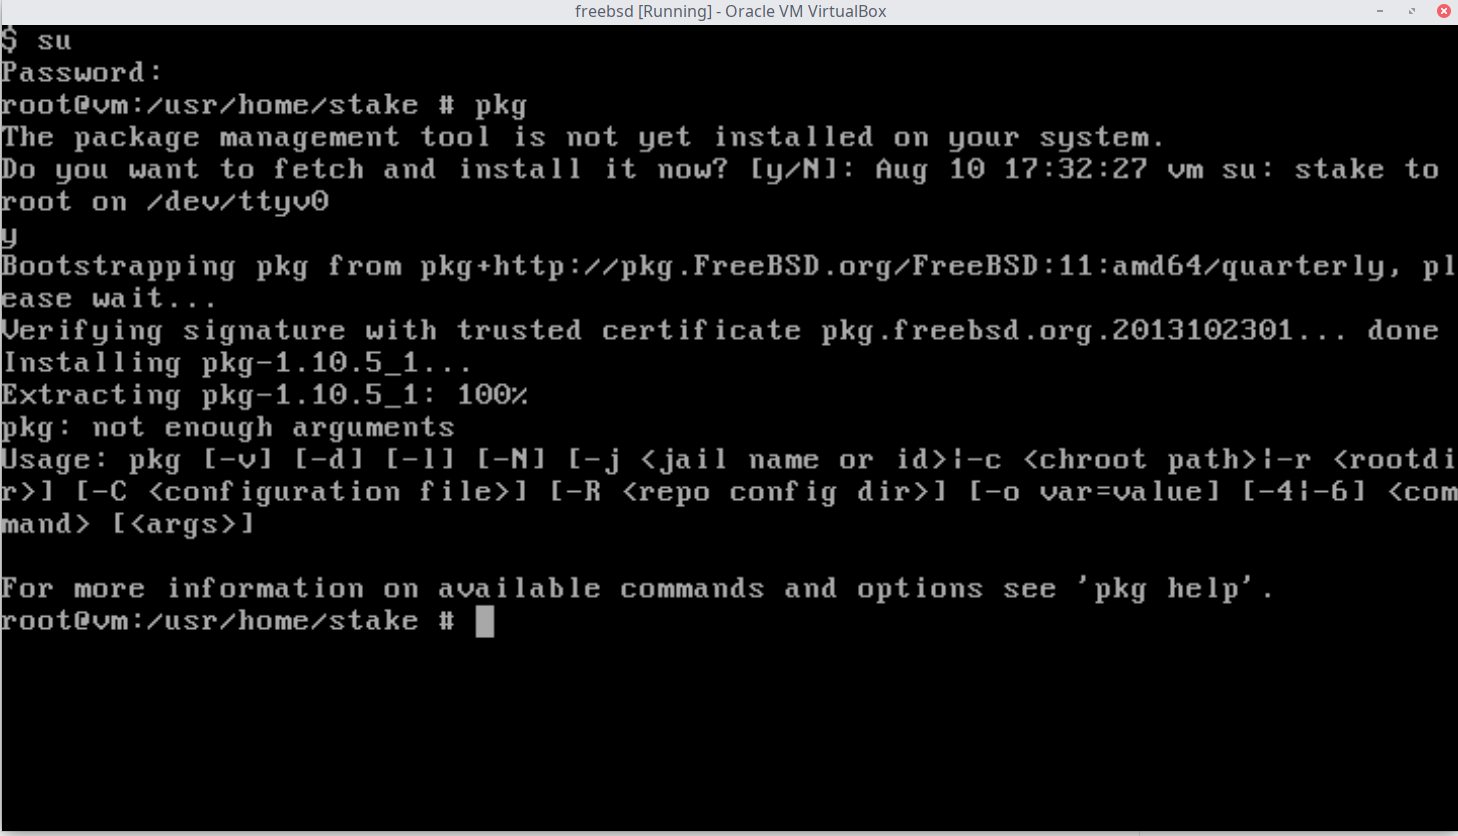 freebsd [Running] - Oracle VM VirtualBox
$ su
Password:
root@vm:/usr/home/stake # pkg
The package management tool is not yet installed on your system.
Do you want to fetch and install it now? [y/N]: Aug 10 17:32:27 vm su: stake to
root on /dev/ttyv0
y
Bootstrapping pkg from pkg+http://pkg.FreeBSD.org/FreeBSD:11:amd64/quarterly, pl
ease wait...
Verifying signature with trusted certificate pkg.freebsd.org.2013102301... done
Installing pkg-1.10.5_1...
Extracting pkg-1.10.5_1: 100%
pkg: not enough arguments
Usage: pkg [-v] [-d] [-l] [-N] [-j <jail name or id>|-c <chroot path>|-r <rootdi
r>] [-C <configuration file>] [-R <repo config dir>] [-o var=value] [-4|-6] <com
mand> [<args>]
For more information on available commands and options see 'pkg help'.
root@vm:/usr/home/stake #